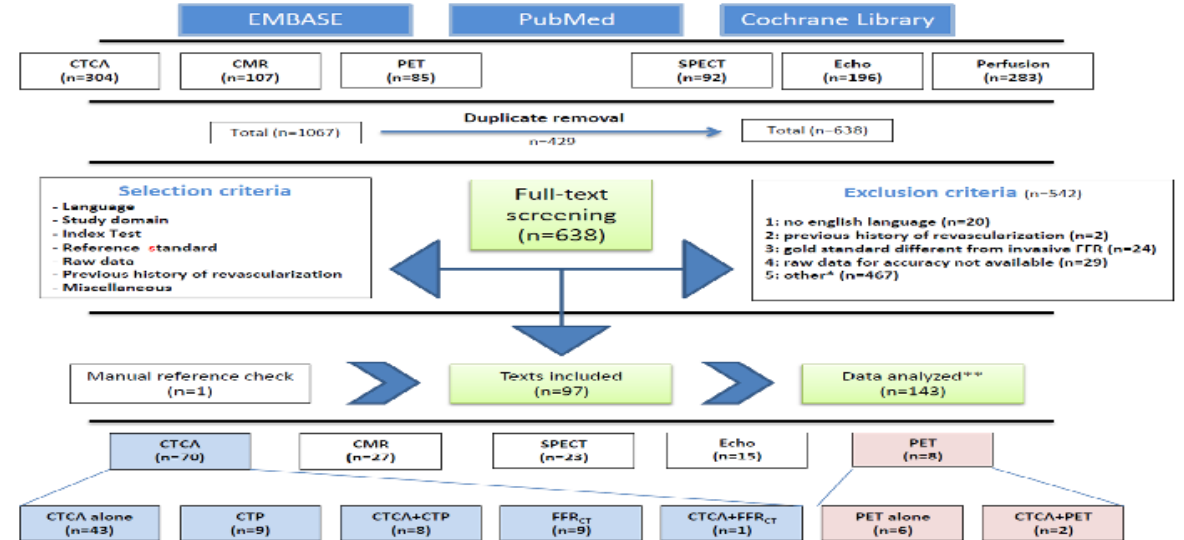 EMBASE
PubMed
Cochrane Library
CTCA
(n=304)
CMR
(n=107)
PET
(n=85)
SPECT
(n=92)
Echo
(n=196)
Perfusion
(n=283)
Total (n=1067)
Duplicate removal
n=429
Total (n=638)
Selection criteria
- Language
- Study domain
- Index Test
- Reference standard
- Raw data
- Previous history of revascularization
- Miscellaneous
Full-text
screening
(n=638)
Exclusion criteria (n=542)
1: no english language (n=20)
2: previous history of revascularization (n=2)
3: gold standard different from invasive FFR (n=24)
4: raw data for accuracy not available (n=29)
5: other* (n=467)
Manual reference check
(n=1)
Texts included
(n=97)
Data analyzed**
(n=143)
CTCA
(n=70)
CMR
(n=27)
SPECT
(n=23)
Echo
(n=15)
PET
(n=8)
CTCA alone
(n=43)
CTP
(n=9)
CTCA+CTP
(n=8)
FFRCT
(n=9)
CTCA+FFRCT
(n=1)
PET alone
(n=6)
CTCA+PET
(n=2)